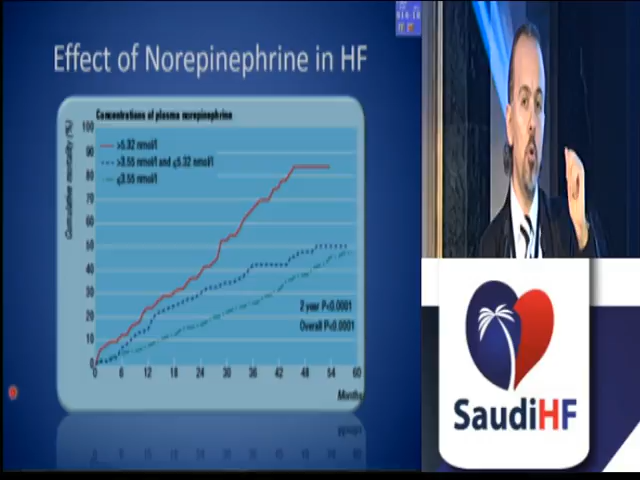 Effect of Norepinephrine in HF
Concentrations of plasma norepinephrine
>5.32 nmol/l
>3.55 nmol/l and ≤5.32 nmol/l
≤3.55 nmol/l
Cumulative mortality (%)
100
90
80
70
60
50
40
30
20
10
0
2 year P<0.0001
Overall P<0.0001
0 6 12 18 24 30 36 42 48 54 60
Months
SaudiHF